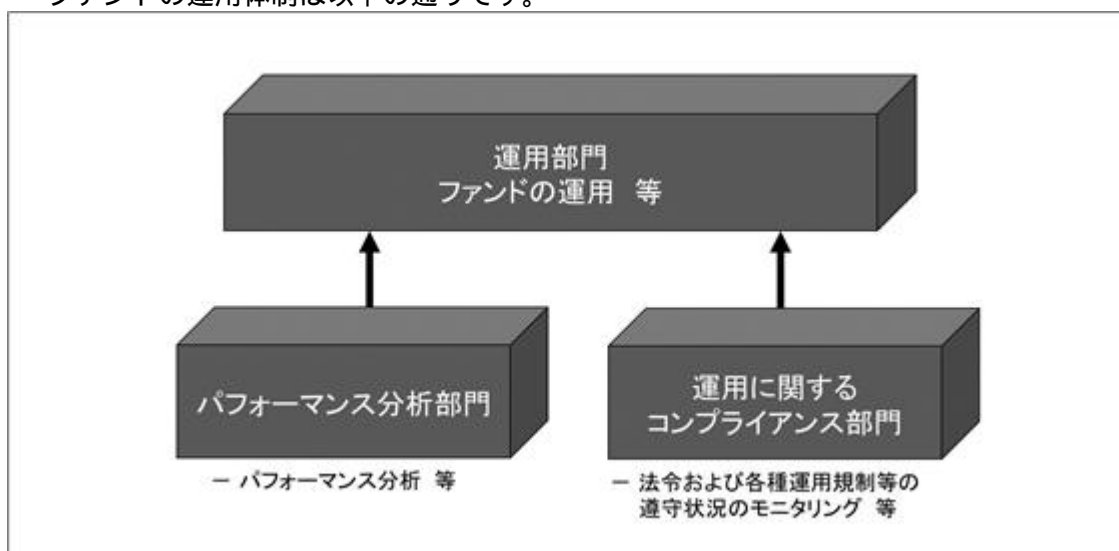 ファンドの運用体制は以下の通りです。
運用部門
ファンドの運用 等
パフォーマンス分析部門
－ パフォーマンス分析 等
運用に関する
コンプライアンス部門
－ 法令および各種運用規制等の
遵守状況のモニタリング 等